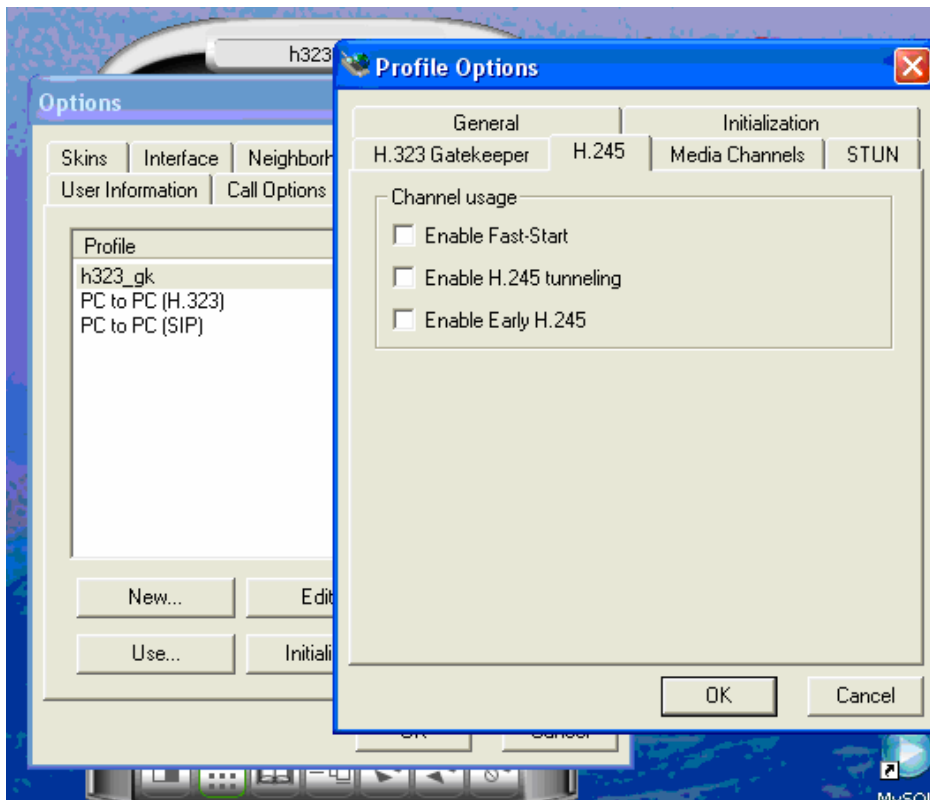 h323
Profile Options
Options
General Initialization
H.323 Gatekeeper H.245 Media Channels STUN
Skins Interface
User Information Call Options
Channel usage
Enable Fast-Start
Enable H.245 tunneling
Enable Early H.245
Profile
h323_gk
PC to PC (H.323)
PC to PC (SIP)
New... Edit
Use...
OK Cancel